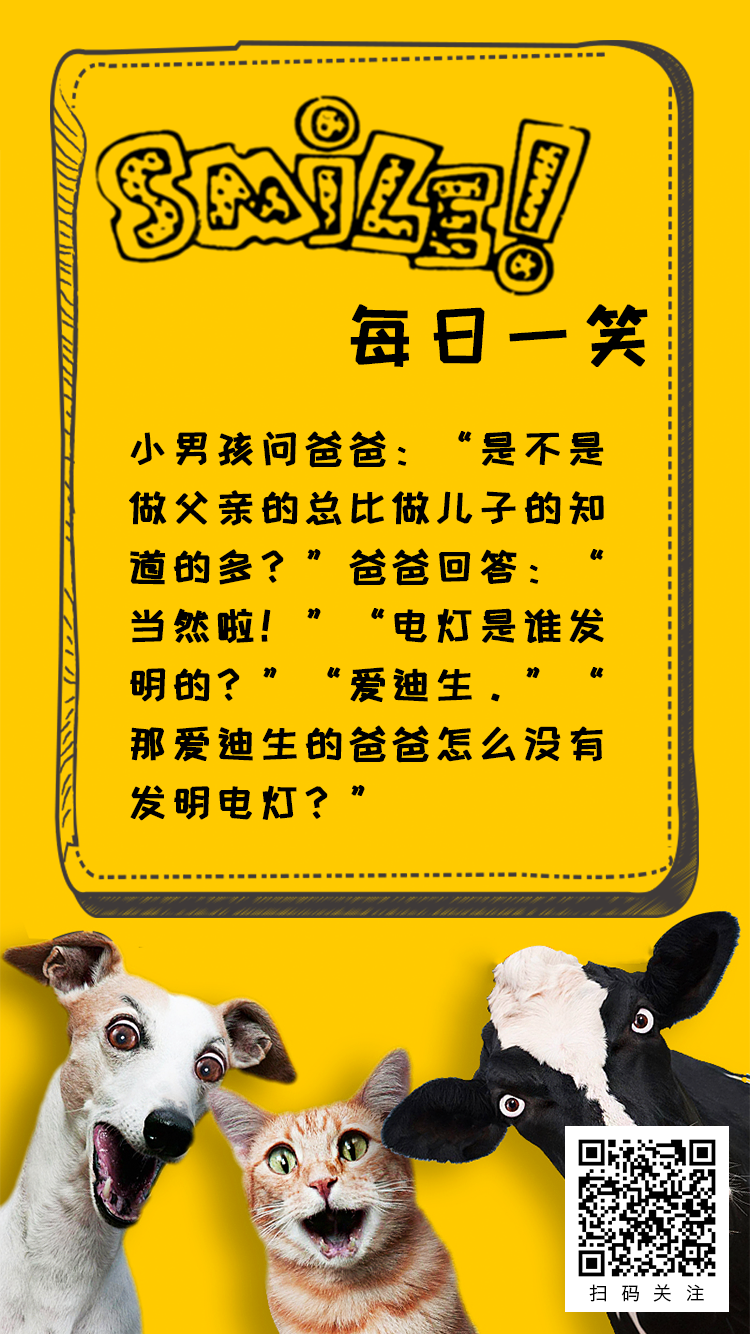 SMiLE!
每日一笑
小男孩问爸爸：“是不是
做父亲的总比做儿子的知
道的多？”爸爸回答：“
当然啦！”“电灯是谁发
明的？”“爱迪生．”“
那爱迪生的爸爸怎么没有
发明电灯？”
扫码关注